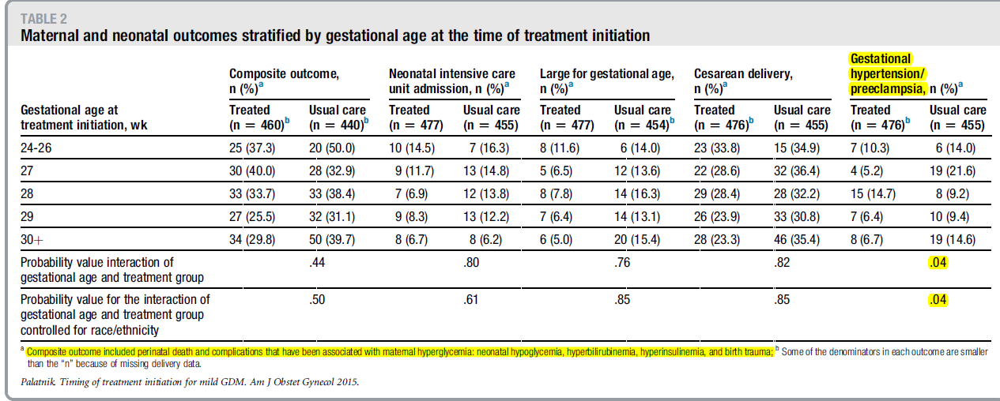 TABLE 2
Maternal and neonatal outcomes stratified by gestational age at the time of treatment initiation
Gestational age at treatment initiation, wk
Composite outcome, n (%)a
Neonatal intensive care unit admission, n (%)a
Large for gestational age, n (%)a
Cesarean delivery, n (%)a
Gestational hypertension/ preeclampsia, n (%)a
Treated (n = 460)b Usual care (n = 440)b Treated (n = 477) Usual care (n = 455) Treated (n = 477) Usual care (n = 454)b Treated (n = 476)b Usual care (n = 455) Treated (n = 476)b Usual care (n = 455)
24-26 25 (37.3) 20 (50.0) 10 (14.5) 7 (16.3) 8 (11.6) 6 (14.0) 23 (33.8) 15 (34.9) 7 (10.3) 6 (14.0)
27 30 (40.0) 28 (32.9) 9 (11.7) 13 (14.8) 5 (6.5) 12 (13.6) 22 (28.6) 32 (36.4) 4 (5.2) 19 (21.6)
28 33 (33.7) 33 (38.4) 7 (6.9) 12 (13.8) 8 (7.8) 14 (16.3) 29 (28.4) 28 (32.2) 15 (14.7) 8 (9.2)
29 27 (25.5) 32 (31.1) 9 (8.3) 13 (12.2) 7 (6.4) 14 (13.1) 26 (23.9) 33 (30.8) 7 (6.4) 10 (9.4)
30+ 34 (29.8) 50 (39.7) 8 (6.7) 8 (6.2) 6 (5.0) 20 (15.4) 28 (23.3) 46 (35.4) 8 (6.7) 19 (14.6)
Probability value interaction of .44 .80 .76 .82 .04
gestational age and treatment group
Probability value for the interaction of .50 .61 .85 .85 .04
gestational age and treatment group
controlled for race/ethnicity
a Composite outcome included perinatal death and complications that have been associated with maternal hyperglycemia: neonatal hypoglycemia, hyperbilirubinemia, hyperinsulinemia, and birth trauma; b Some of the denominators in each outcome are smaller
than the “n” because of missing delivery data.
Palatnik. Timing of treatment initiation for mild GDM. Am J Obstet Gynecol 2015.